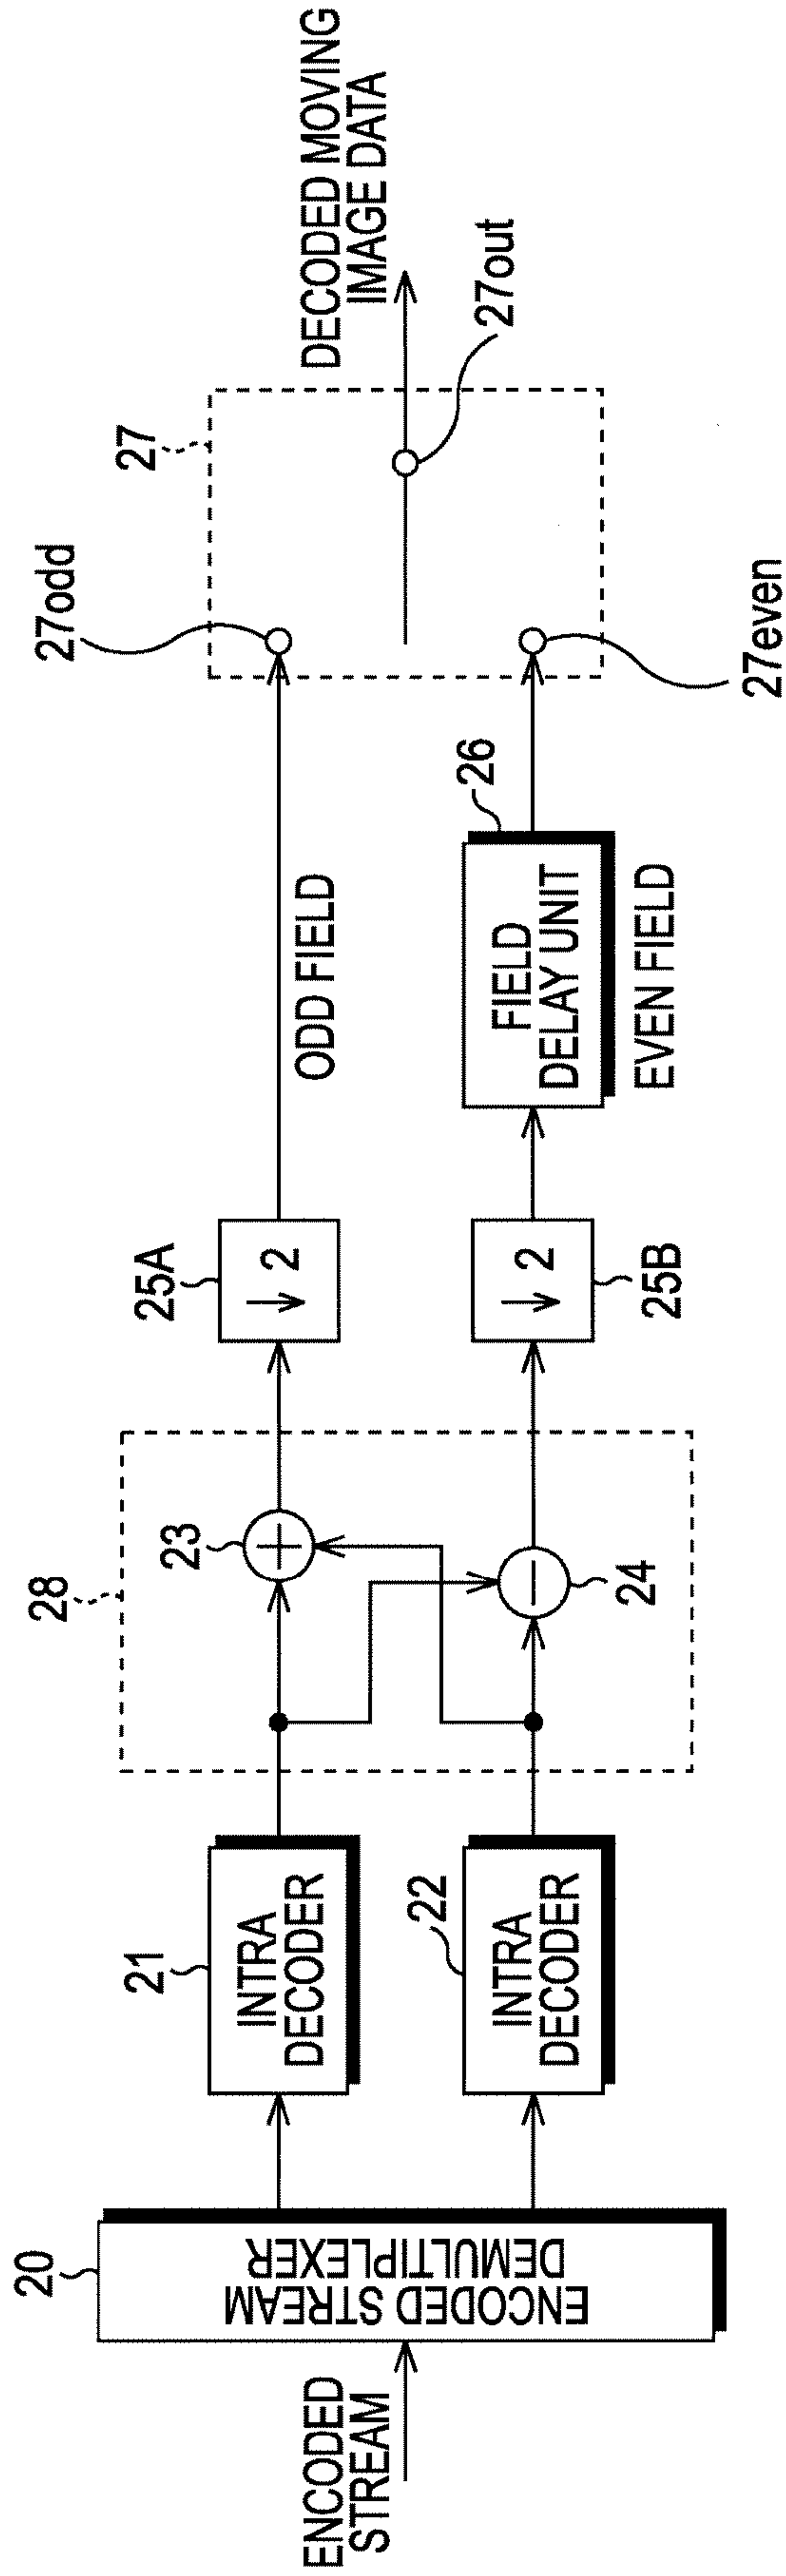 ENCODED
STREAM
20
ENCODED STREAM
DEMULTIPLEXER
21
INTRA
DECODER
22
INTRA
DECODER
28
23
24
25A
↓ 2
25B
↓ 2
ODD FIELD
26
FIELD
DELAY UNIT
EVEN FIELD
27odd
27
27even
27out
DECODED MOVING
IMAGE DATA